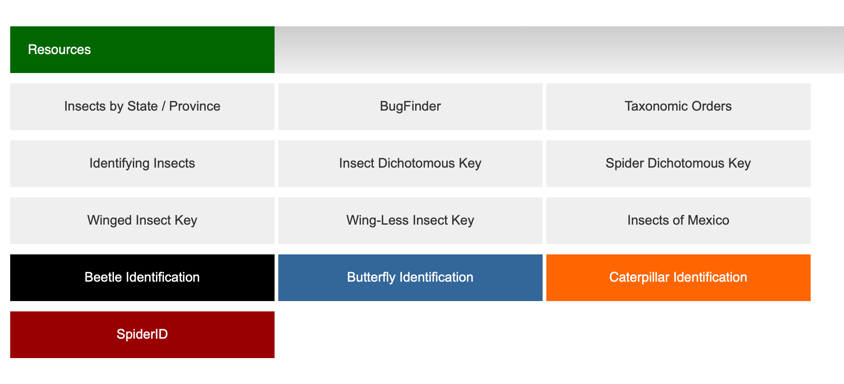 Resources
Insects by State / Province
BugFinder
Taxonomic Orders
Identifying Insects
Insect Dichotomous Key
Spider Dichotomous Key
Winged Insect Key
Wing-Less Insect Key
Insects of Mexico
Beetle Identification
Butterfly Identification
Caterpillar Identification
SpiderID